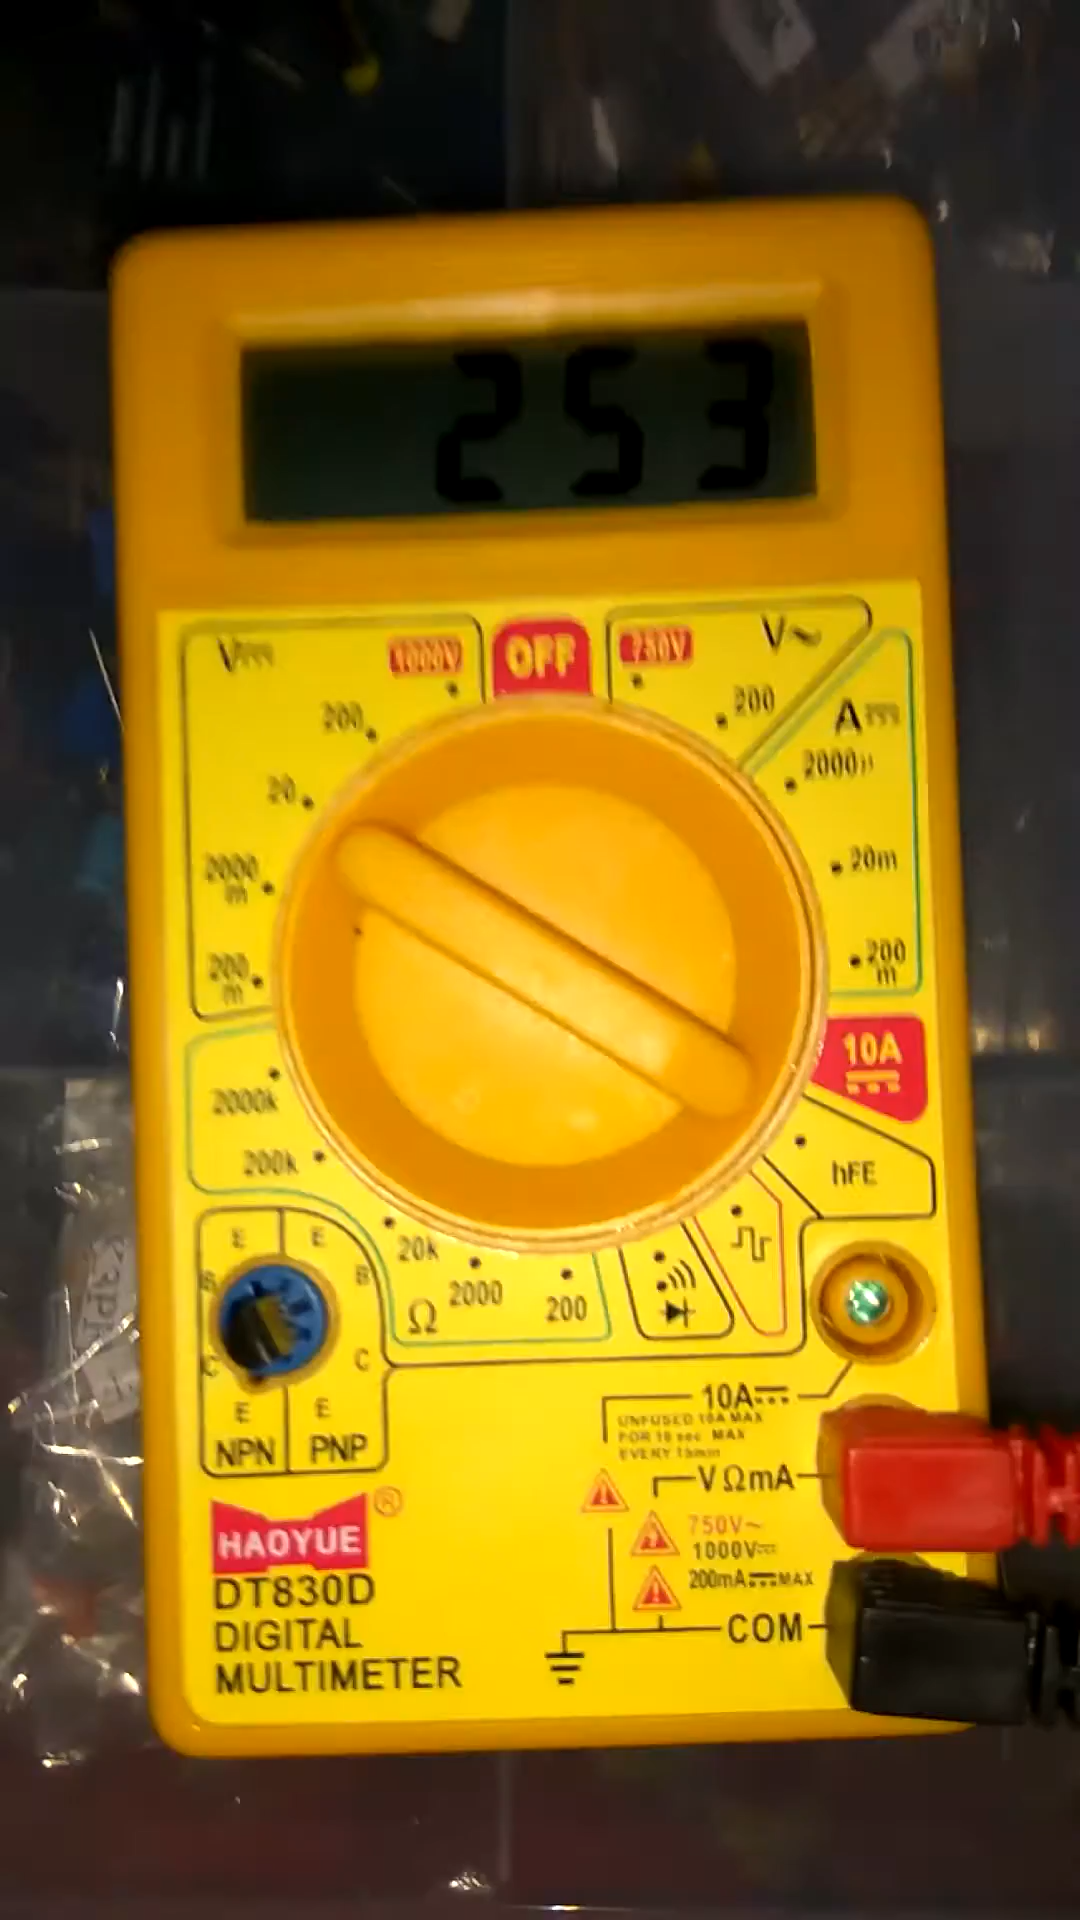 253
V⎓
1000V
OFF
750V
V~
200
200
A⎓
20
2000µ
2000
m
20m
200
m
200
m
2000k
10A
200k
hFE
E
E
B
B
20k
2000
200
Ω
C
C
E
E
NPN
PNP
10A⎓
UNFUSED 10A MAX
FOR 10 sec MAX
EVERY 15min
VΩmA
HAOYUE
®
750V~
1000V⎓
200mA⎓MAX
DT830D
DIGITAL
MULTIMETER
COM